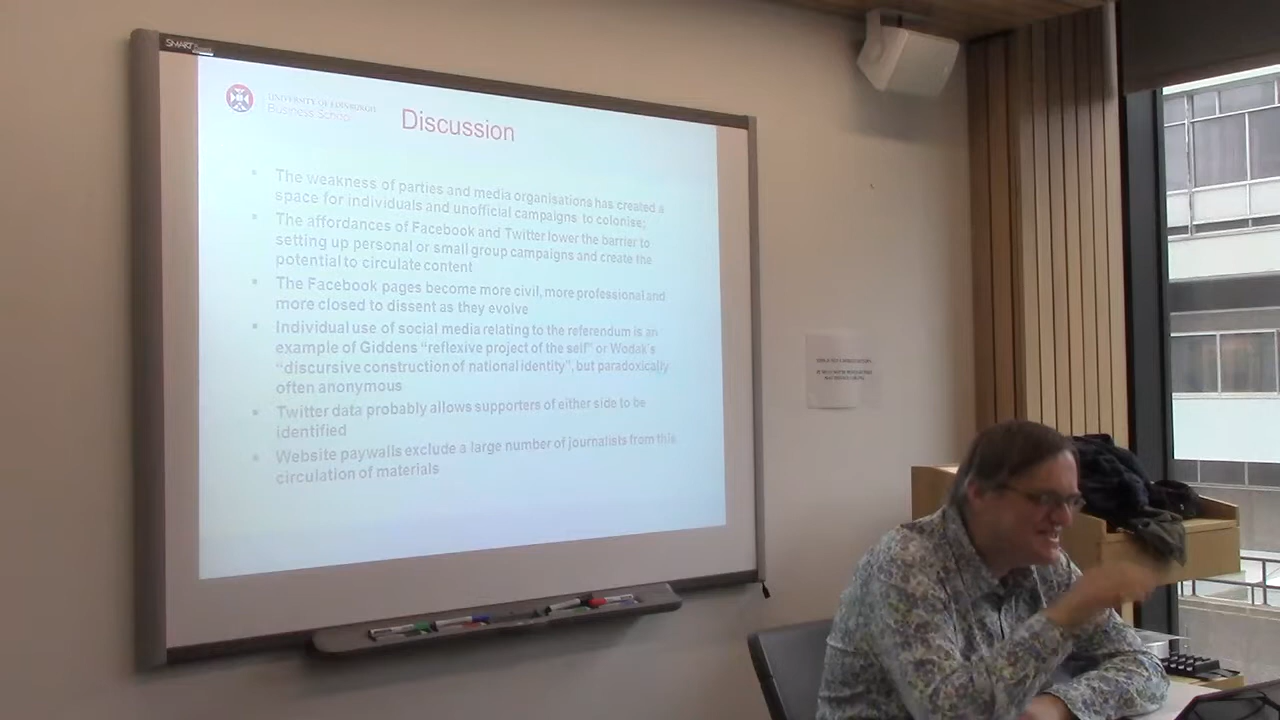 SMART
UNIVERSITY OF EDINBURGH
Business School
Discussion
The weakness of parties and media organisations has created a
space for individuals and unofficial campaigns to colonise;
The affordances of Facebook and Twitter lower the barrier to
setting up personal or small group campaigns and create the
potential to circulate content
The Facebook pages become more civil, more professional and
more closed to dissent as they evolve
Individual use of social media relating to the referendum is an
example of Giddens “reflexive project of the self” or Wodak’s
“discursive construction of national identity”, but paradoxically
often anonymous
Twitter data probably allows supporters of either side to be
identified
Website paywalls exclude a large number of journalists from this
circulation of materials